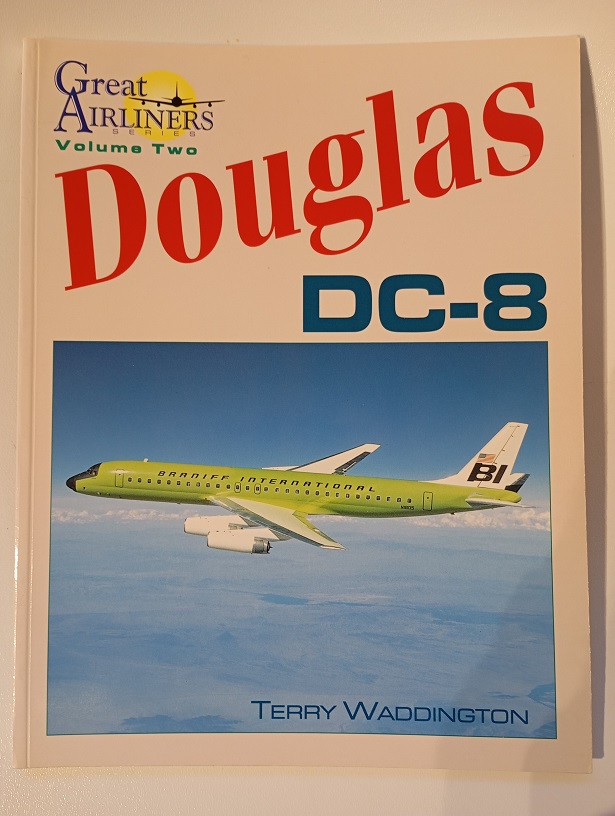 Great
AIRLINERS
SERIES
Volume Two
Douglas
DC-8
BRANIFF INTERNATIONAL
BI
TERRY WADDINGTON